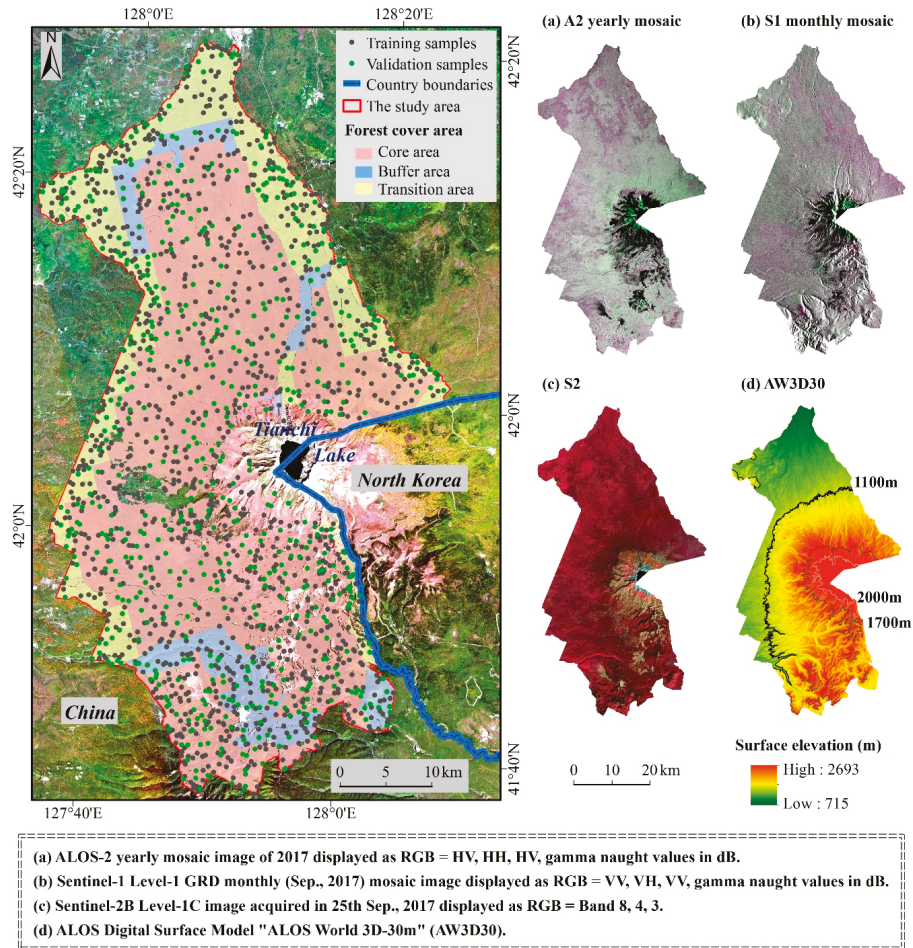 128°0'E
128°20'E
N
Training samples
Validation samples
Country boundaries
The study area
Forest cover area
Core area
Buffer area
Transition area
42°20'N
42°20'N
42°0'N
42°0'N
41°40'N
Tianchi
Lake
North Korea
China
0 5 10 km
127°40'E
128°0'E
(a) A2 yearly mosaic
(b) S1 monthly mosaic
(c) S2
(d) AW3D30
1100m
2000m
1700m
0 10 20 km
Surface elevation (m)
High : 2693
Low : 715
(a) ALOS-2 yearly mosaic image of 2017 displayed as RGB = HV, HH, HV, gamma naught values in dB.
(b) Sentinel-1 Level-1 GRD monthly (Sep., 2017) mosaic image displayed as RGB = VV, VH, VV, gamma naught values in dB.
(c) Sentinel-2B Level-1C image acquired in 25th Sep., 2017 displayed as RGB = Band 8, 4, 3.
(d) ALOS Digital Surface Model "ALOS World 3D-30m" (AW3D30).